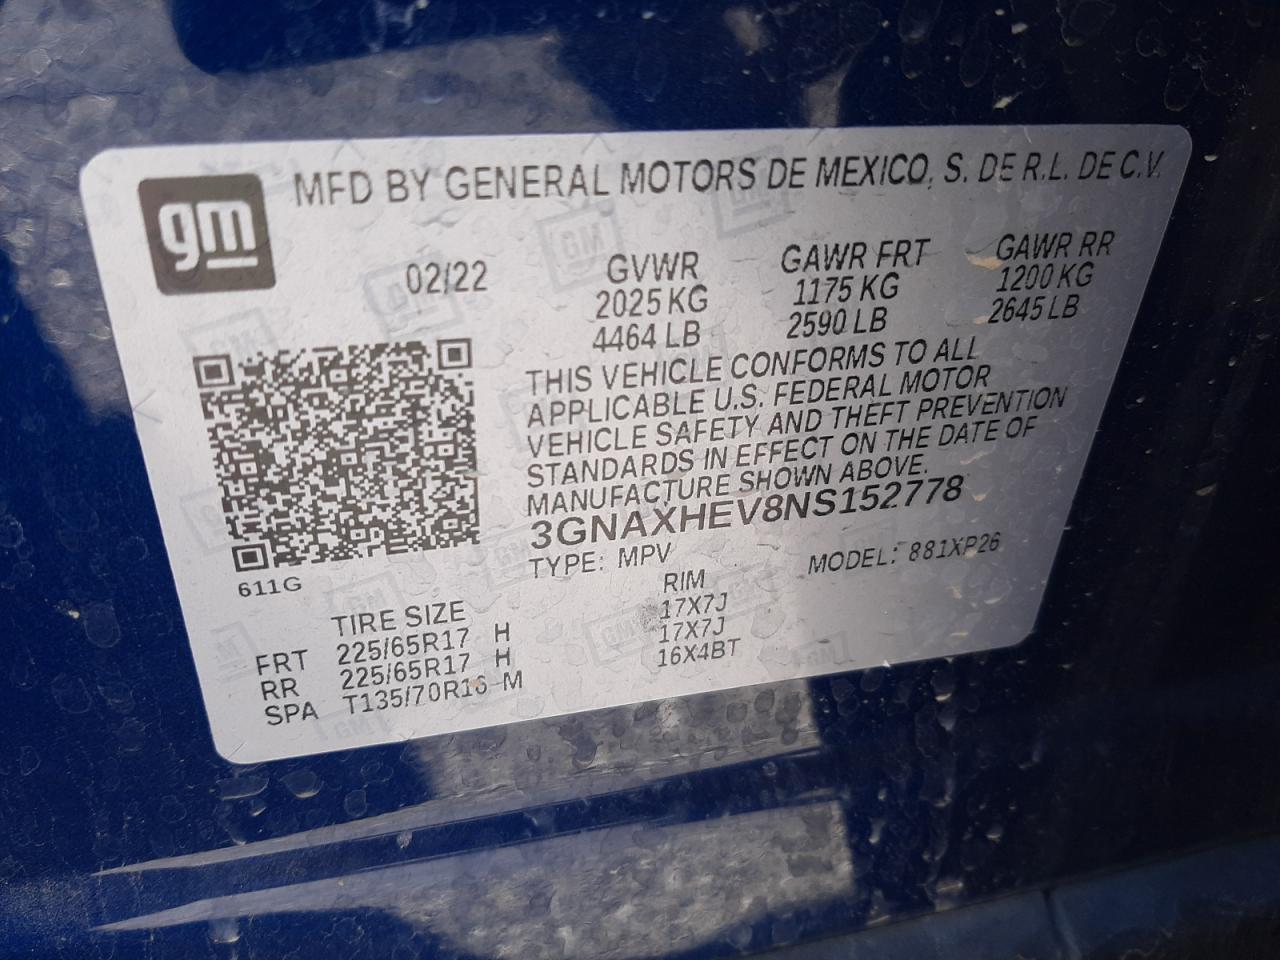 gm
MFD BY GENERAL MOTORS DE MEXICO, S. DE R.L. DE C.V.
02/22 GVWR GAWR FRT GAWR RR
2025 KG 1175 KG 1200 KG
4464 LB 2590 LB 2645 LB
THIS VEHICLE CONFORMS TO ALL
APPLICABLE U.S. FEDERAL MOTOR
VEHICLE SAFETY AND THEFT PREVENTION
STANDARDS IN EFFECT ON THE DATE OF
MANUFACTURE SHOWN ABOVE.
3GNAXHEV8NS152778
TYPE: MPV MODEL: 881XP26
611G
TIRE SIZE RIM
FRT 225/65R17 H 17X7J
RR 225/65R17 H 17X7J
SPA T135/70R16 M 16X4BT